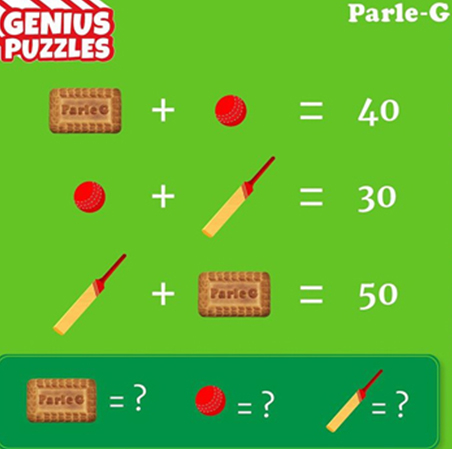 GENIUS
PUZZLES
Parle-G
ParleG + = 40
+ = 30
+ ParleG = 50
ParleG = ? = ? = ?